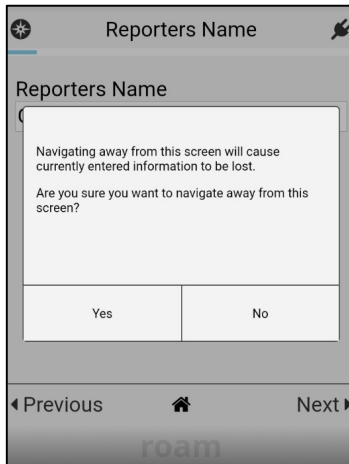 Reporters Name
Reporters Name
Navigating away from this screen will cause
currently entered information to be lost.
Are you sure you want to navigate away from this
screen?
Yes
No
Previous
Next
roam